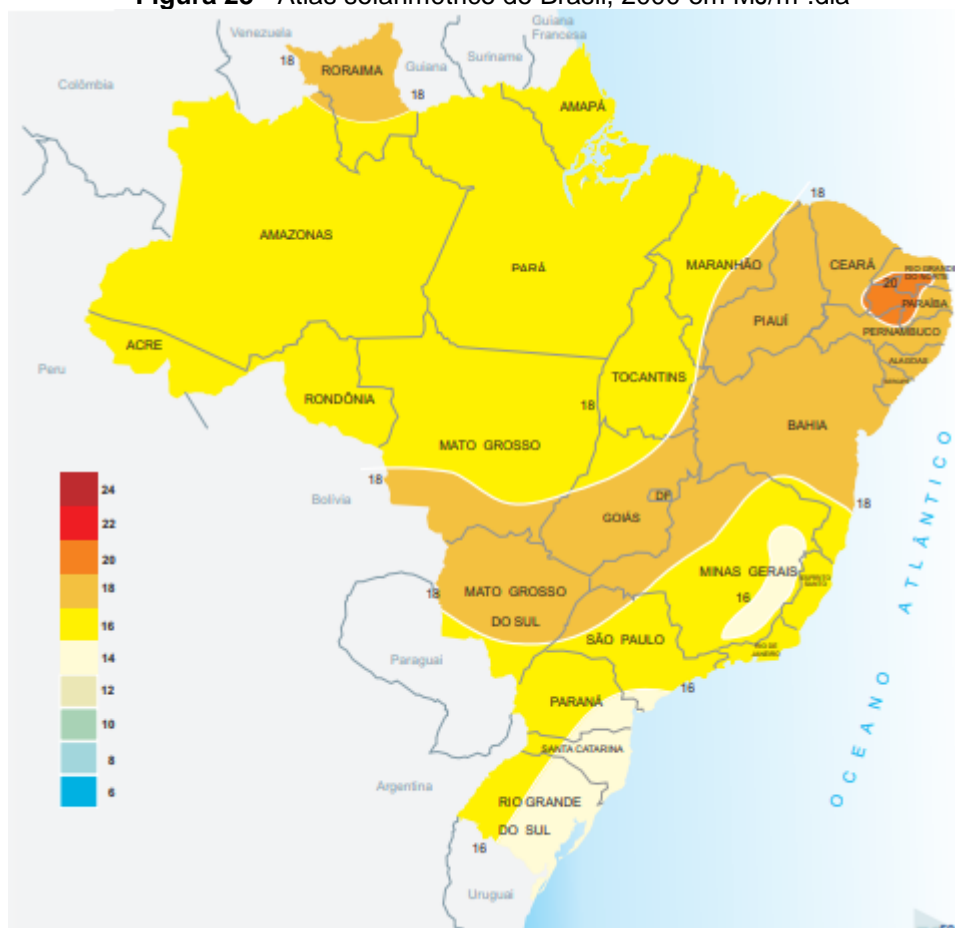 Figura 23 - Atlas solarimétrico do Brasil, 2000 em MJ/m².dia
Venezuela
Guiana
Francesa
Suriname
Guiana
Colômbia
18
RORAIMA
18
AMAPÁ
18
AMAZONAS
PARÁ
MARANHÃO
CEARÁ
RIO GRANDE
DO NORTE
20
PARAÍBA
PIAUÍ
PERNAMBUCO
ACRE
ALAGOAS
SERGIPE
Peru
TOCANTINS
RONDÔNIA
18
BAHIA
MATO GROSSO
18
Bolívia
DF
GOIÁS
18
MINAS GERAIS
ESPÍRITO
SANTO
16
18
MATO GROSSO
DO SUL
SÃO PAULO
RIO DE
JANEIRO
Paraguai
16
PARANÁ
SANTA CATARINA
Argentina
RIO GRANDE
DO SUL
16
Uruguai
OCEANO ATLÂNTICO
24
22
20
18
16
14
12
10
8
6